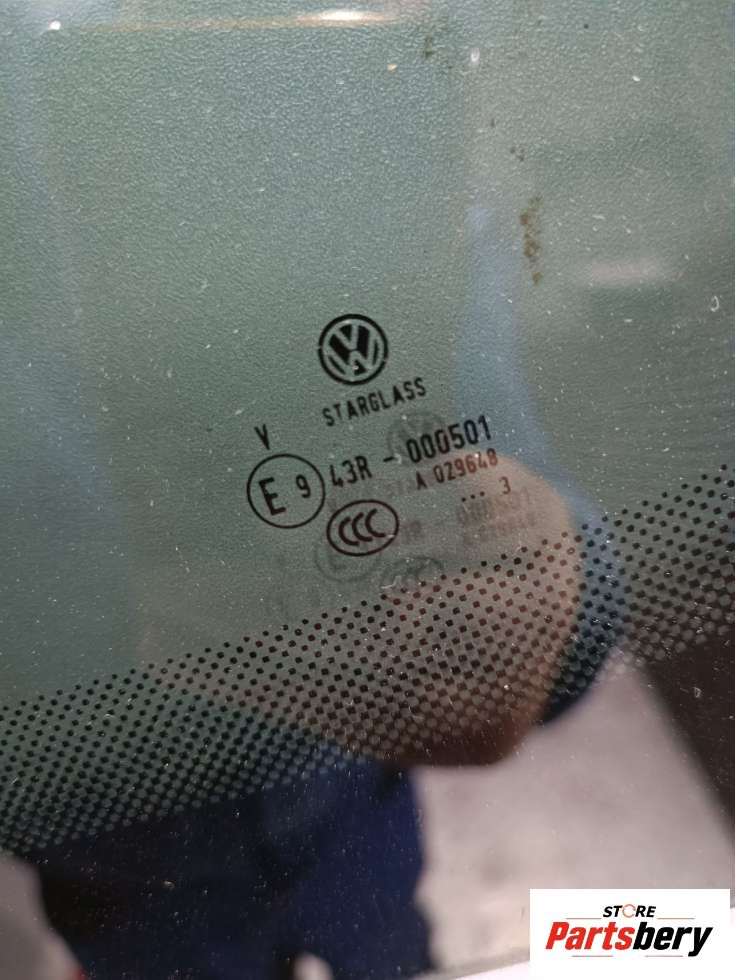 STARGLASS
V
E 9 43R - 000501
A 029648
CCC
... 3
STORE
Partsbery